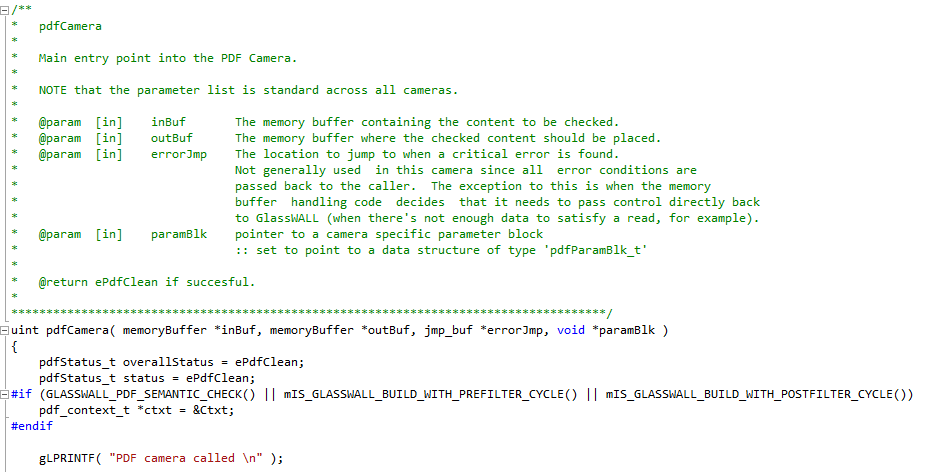 /**
*   pdfCamera
*
*   Main entry point into the PDF Camera.
*
*   NOTE that the parameter list is standard across all cameras.
*
*   @param  [in]    inBuf       The memory buffer containing the content to be checked.
*   @param  [in]    outBuf      The memory buffer where the checked content should be placed.
*   @param  [in]    errorJmp    The location to jump to when a critical error is found.
*                               Not generally used  in this camera since all  error conditions are
*                               passed back to the caller.  The exception to this is when the memory
*                               buffer  handling code  decides  that it needs to pass control directly back
*                               to GlassWALL (when there's not enough data to satisfy a read, for example).
*   @param  [in]    paramBlk    pointer to a camera specific parameter block
*                               :: set to point to a data structure of type 'pdfParamBlk_t'
*
*   @return ePdfClean if succesful.
*
*************************************************************************************/
uint pdfCamera( memoryBuffer *inBuf, memoryBuffer *outBuf, jmp_buf *errorJmp, void *paramBlk )
{
    pdfStatus_t overallStatus = ePdfClean;
    pdfStatus_t status = ePdfClean;
#if (GLASSWALL_PDF_SEMANTIC_CHECK() || mIS_GLASSWALL_BUILD_WITH_PREFILTER_CYCLE() || mIS_GLASSWALL_BUILD_WITH_POSTFILTER_CYCLE())
    pdf_context_t *ctxt = &Ctxt;
#endif

    gLPRINTF( "PDF camera called \n" );